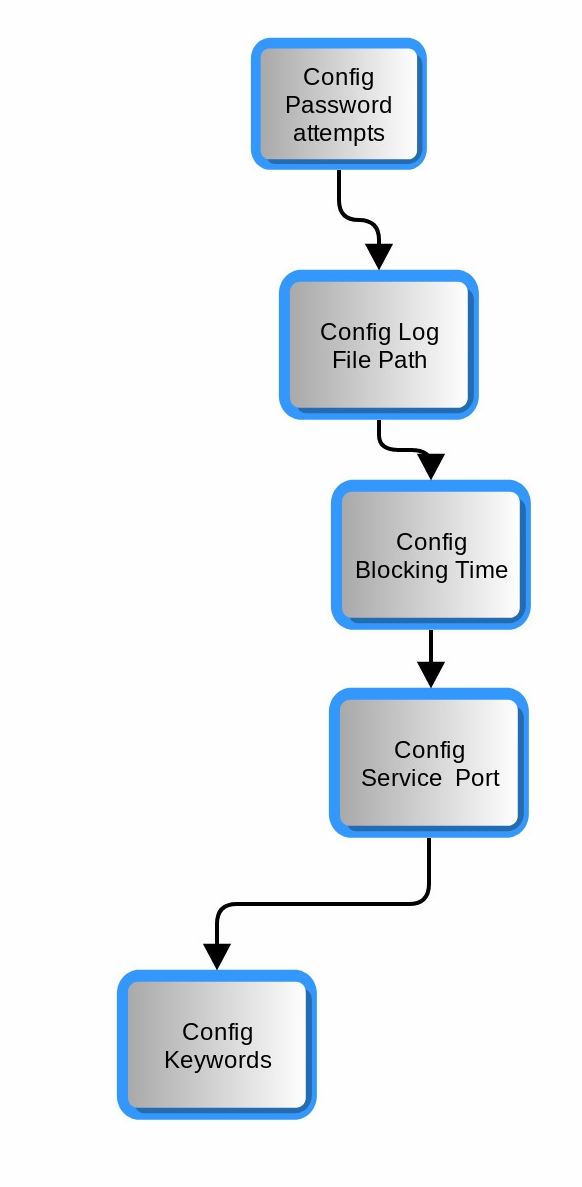 Config
Password
attempts
Config Log
File Path
Config
Blocking Time
Config
Service  Port
Config
Keywords